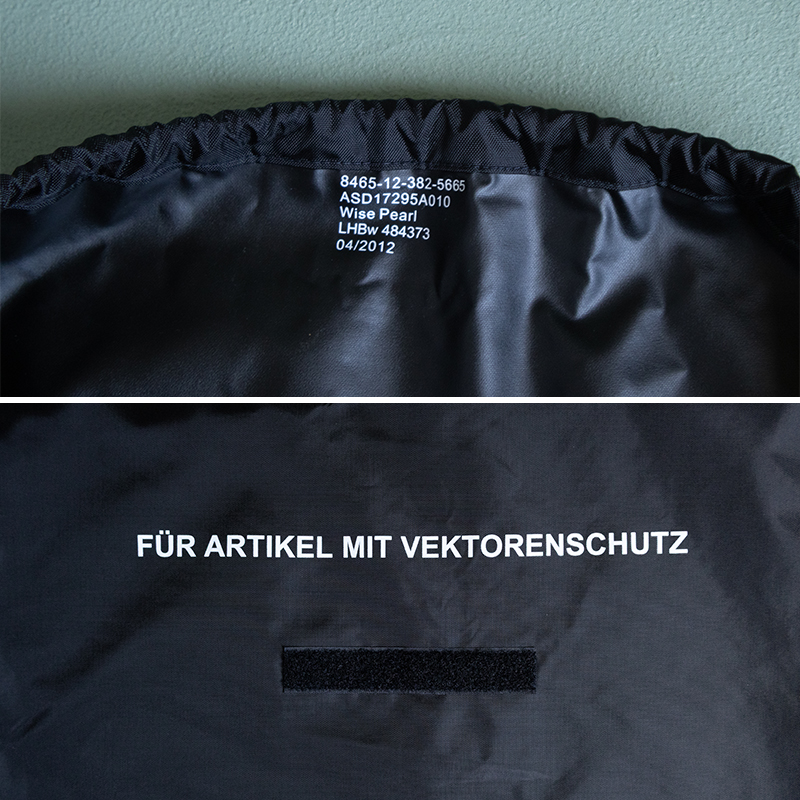 8465-12-382-5665
ASD17295A010
Wise Pearl
LHBw 484373
04/2012
FÜR ARTIKEL MIT VEKTORENSCHUTZ